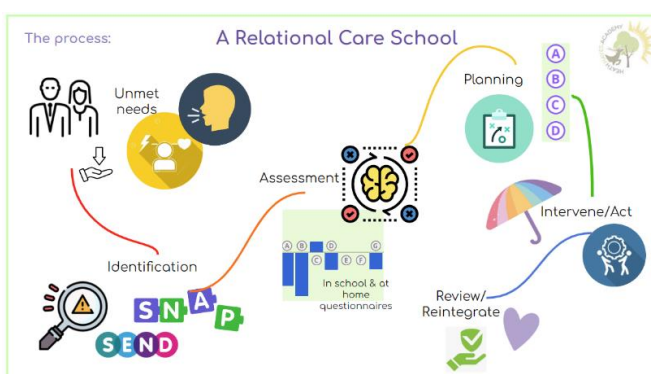 The process:
A Relational Care School
Unmet
needs
Identification
SNAP
SEND
Assessment
A B D G
C E F
In school & at
home
questionnaires
Planning
A
B
C
D
Intervene/Act
Review/
Reintegrate
ACADEMY